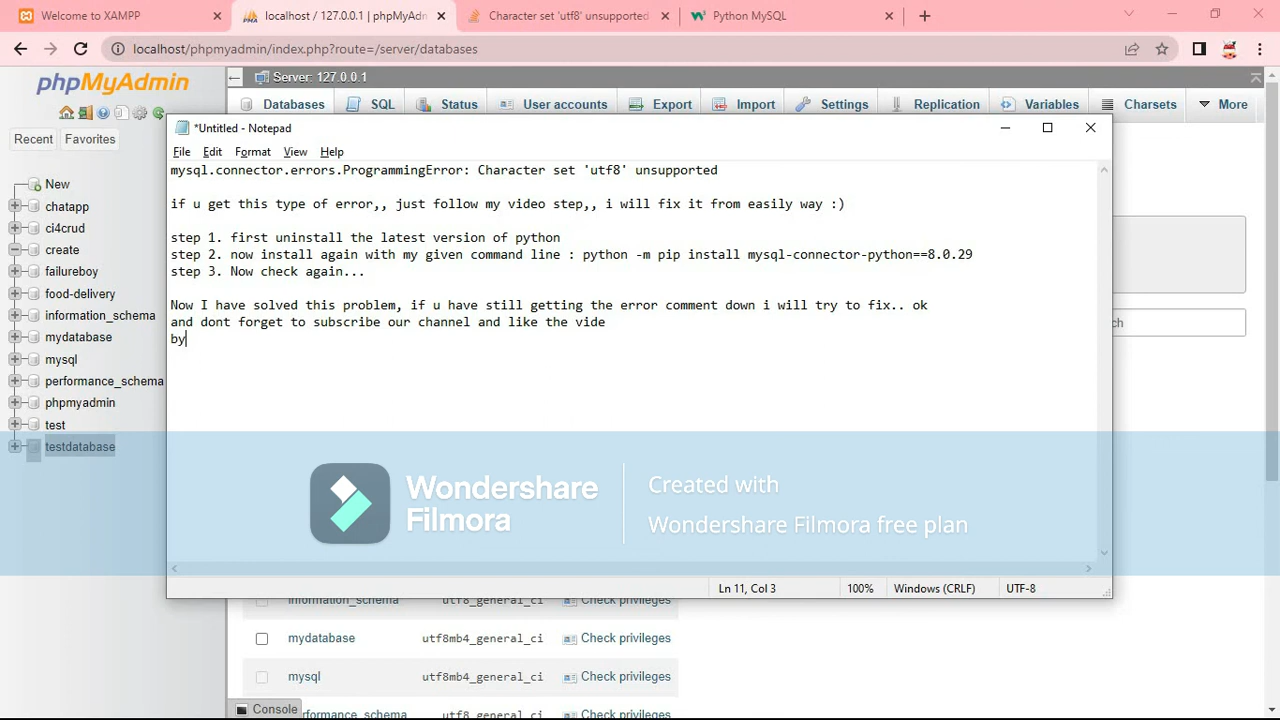 Welcome to XAMPP
localhost / 127.0.0.1 | phpMyAdm
Character set 'utf8' unsupported
Python MySQL
localhost/phpmyadmin/index.php?route=/server/databases
phpMyAdmin
Server: 127.0.0.1
Databases
SQL
Status
User accounts
Export
Import
Settings
Replication
Variables
Charsets
More
Recent
Favorites
*Untitled - Notepad
File Edit Format View Help
New
chatapp
ci4crud
create
failureboy
food-delivery
information_schema
mydatabase
mysql
performance_schema
phpmyadmin
test
testdatabase
mysql.connector.errors.ProgrammingError: Character set 'utf8' unsupported
if u get this type of error,, just follow my video step,, i will fix it from easily way :)
step 1. first uninstall the latest version of python
step 2. now install again with my given command line : python -m pip install mysql-connector-python==8.0.29
step 3. Now check again...
Now I have solved this problem, if u have still getting the error comment down i will try to fix.. ok
and dont forget to subscribe our channel and like the vide
by
ch
Wondershare
Filmora
Created with
Wondershare Filmora free plan
Ln 11, Col 3
100%
Windows (CRLF)
UTF-8
information_schema utf8_general_ci Check privileges
mydatabase utf8mb4_general_ci Check privileges
mysql utf8mb4_general_ci Check privileges
Console
rformance_schema utf8_general_ci Check privileges